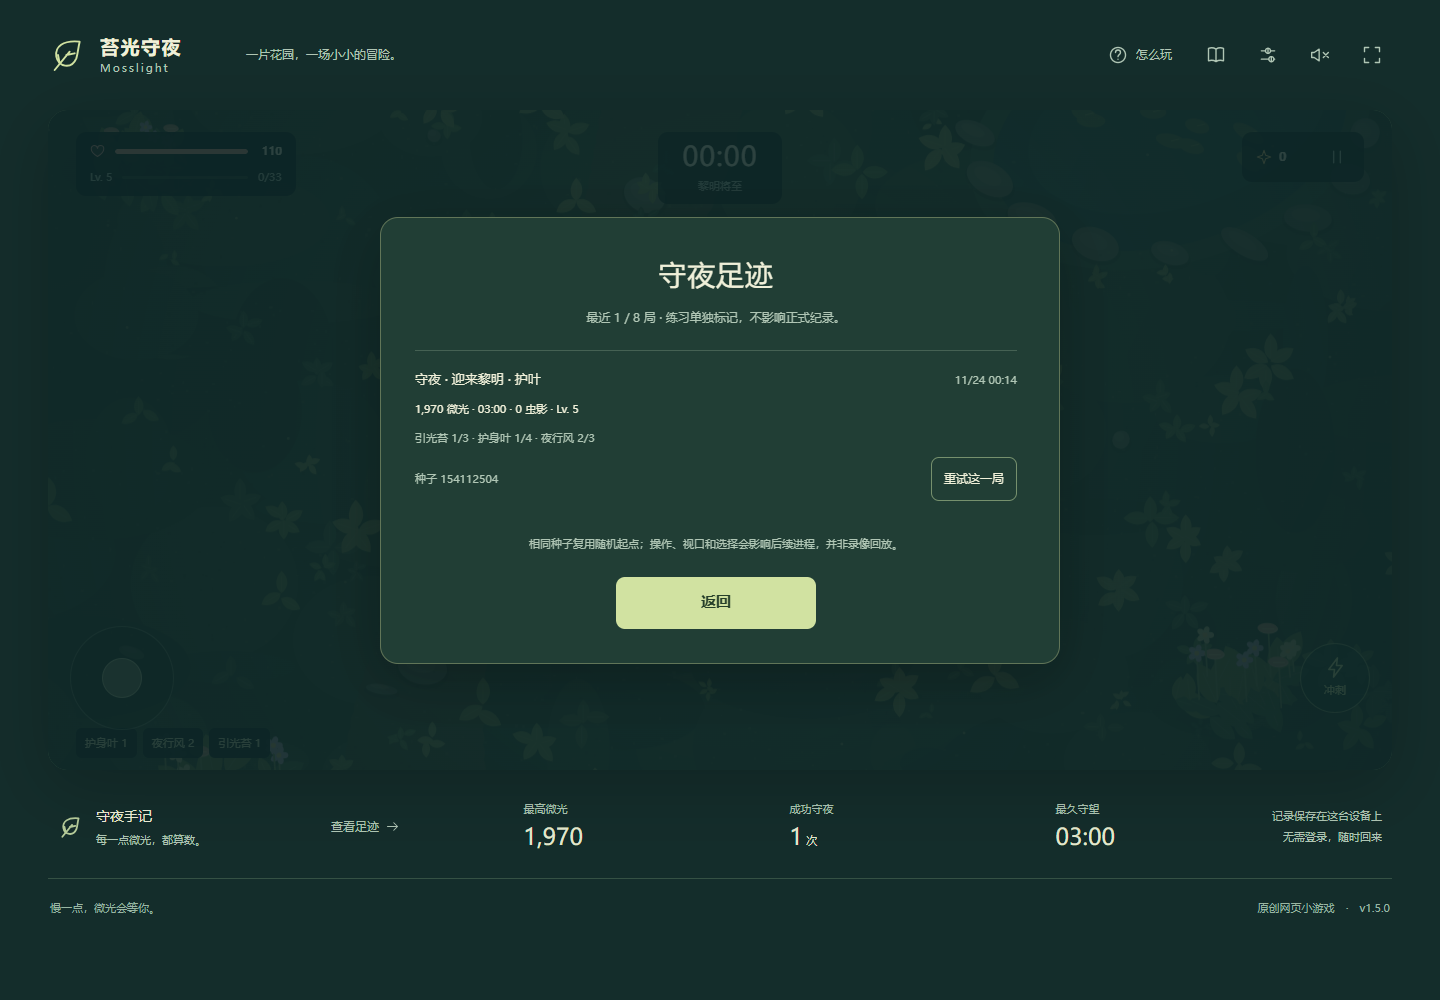 苔光守夜
Mosslight
一片花园，一场小小的冒险。
怎么玩
110
Lv. 5
0/33
00:00
黎明将至
0
守夜足迹
最近 1 / 8 局 · 练习单独标记，不影响正式纪录。
守夜 · 迎来黎明 · 护叶
11/24 00:14
1,970 微光 · 03:00 · 0 虫影 · Lv. 5
引光苔 1/3 · 护身叶 1/4 · 夜行风 2/3
种子 154112504
重试这一局
相同种子复用随机起点；操作、视口和选择会影响后续进程，并非录像回放。
返回
冲刺
护身叶 1
夜行风 2
引光苔 1
守夜手记
每一点微光，都算数。
查看足迹 →
最高微光
1,970
成功守夜
1 次
最久守望
03:00
记录保存在这台设备上
无需登录，随时回来
慢一点，微光会等你。
原创网页小游戏 · v1.5.0